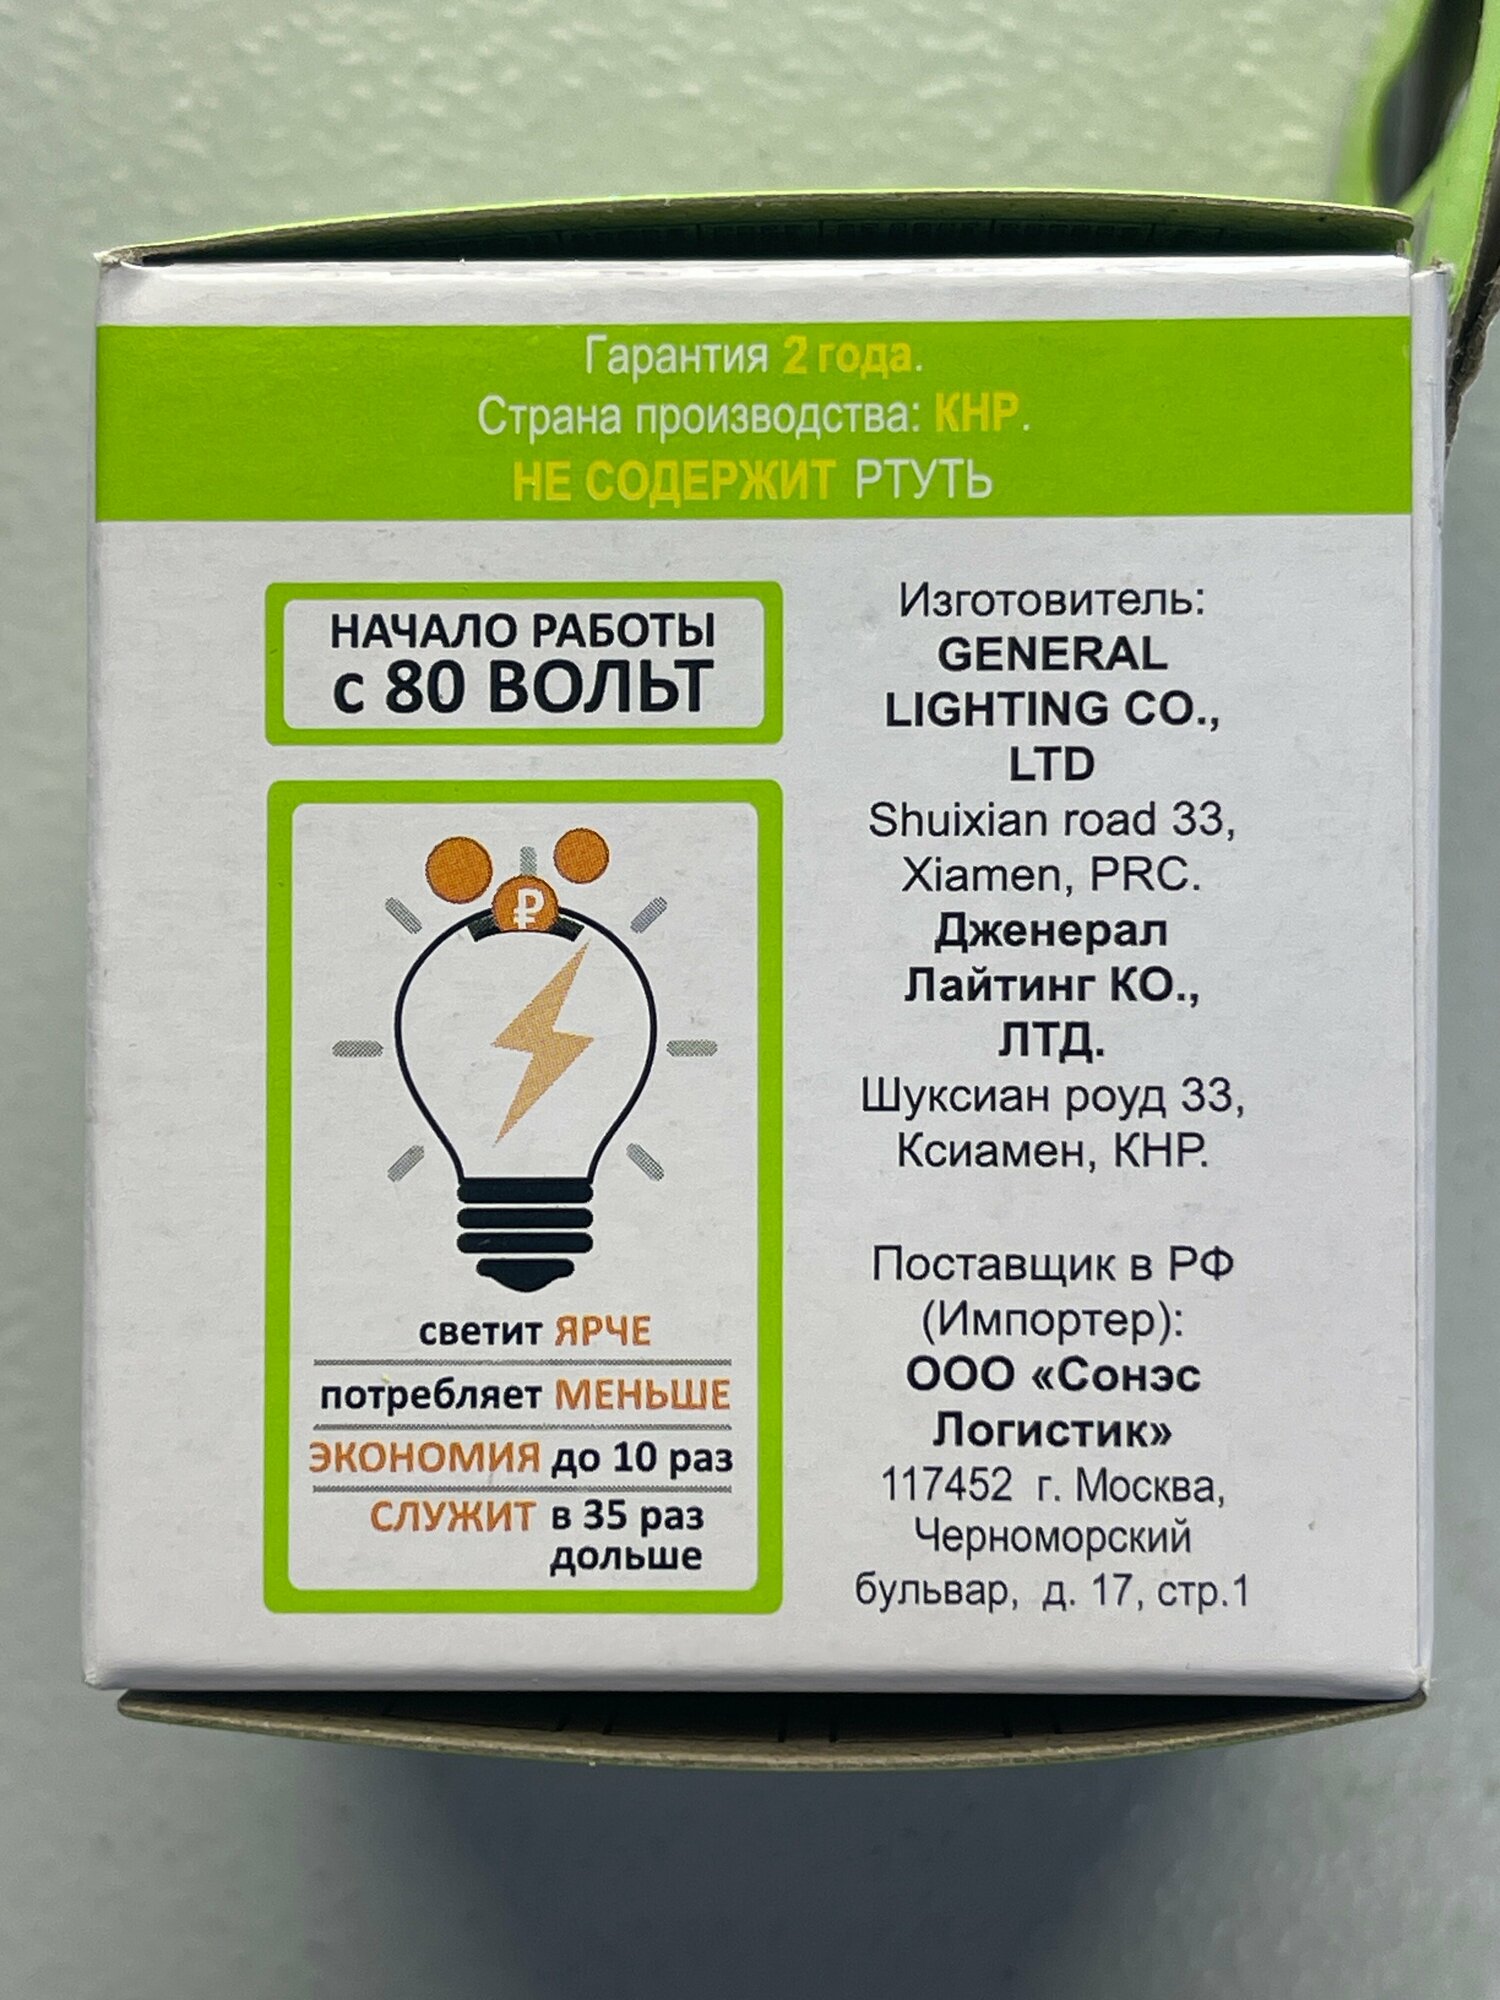 Гарантия 2 года.
Страна производства: КНР.
НЕ СОДЕРЖИТ РТУТЬ
НАЧАЛО РАБОТЫ
с 80 ВОЛЬТ
₽
светит ЯРЧЕ
потребляет МЕНЬШЕ
ЭКОНОМИЯ до 10 раз
СЛУЖИТ в 35 раз
дольше
Изготовитель:
GENERAL
LIGHTING CO.,
LTD
Shuixian road 33,
Xiamen, PRC.
Дженерал
Лайтинг КО.,
ЛТД.
Шуксиан роуд 33,
Ксиамен, КНР.
Поставщик в РФ
(Импортер):
ООО «Сонэс
Логистик»
117452 г. Москва,
Черноморский
бульвар, д. 17, стр.1